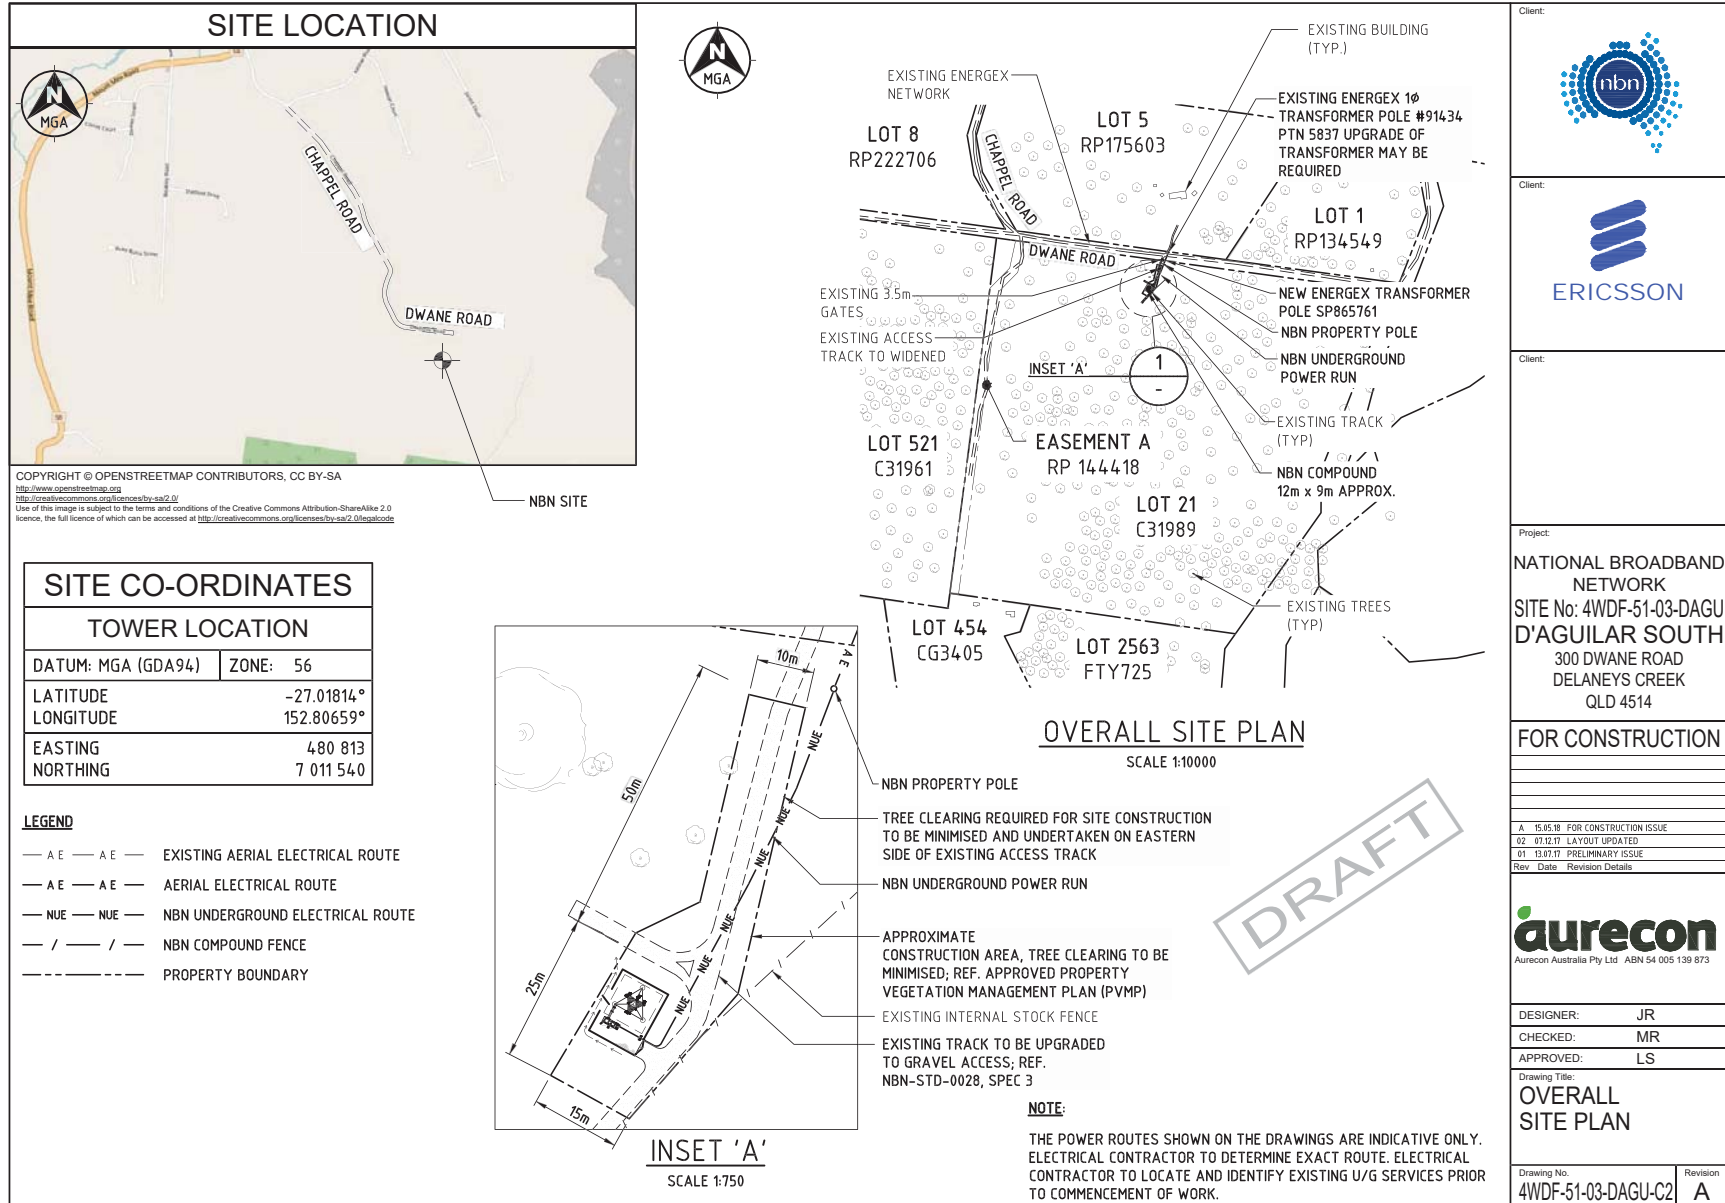 SITE LOCATION
N
MGA
CHAPPEL ROAD
DWANE ROAD
NBN SITE
COPYRIGHT © OPENSTREETMAP CONTRIBUTORS, CC BY-SA
http://www.openstreetmap.org
http://creativecommons.org/licences/by-sa/2.0/
Use of this image is subject to the terms and conditions of the Creative Commons Attribution-ShareAlike 2.0
licence, the full licence of which can be accessed at http://creativecommons.org/licenses/by-sa/2.0/legalcode
SITE CO-ORDINATES
TOWER LOCATION
DATUM: MGA (GDA94) ZONE: 56
LATITUDE -27.01814°
LONGITUDE 152.80659°
EASTING 480 813
NORTHING 7 011 540
LEGEND
A E A E EXISTING AERIAL ELECTRICAL ROUTE
A E A E AERIAL ELECTRICAL ROUTE
NUE NUE NBN UNDERGROUND ELECTRICAL ROUTE
/ / NBN COMPOUND FENCE
PROPERTY BOUNDARY
N
MGA
EXISTING BUILDING
(TYP.)
EXISTING ENERGEX
NETWORK
EXISTING ENERGEX 1Ø
TRANSFORMER POLE #91434
PTN 5837 UPGRADE OF
TRANSFORMER MAY BE
REQUIRED
LOT 8
RP222706
CHAPPEL ROAD
LOT 5
RP175603
LOT 1
RP134549
DWANE ROAD
EXISTING 3.5m
GATES
EXISTING ACCESS
TRACK TO WIDENED
NEW ENERGEX TRANSFORMER
POLE SP865761
NBN PROPERTY POLE
NBN UNDERGROUND
POWER RUN
INSET 'A'
1
-
EXISTING TRACK
(TYP)
LOT 521
C31961
EASEMENT A
RP 144418
NBN COMPOUND
12m x 9m APPROX.
LOT 21
C31989
EXISTING TREES
(TYP)
LOT 454
CG3405
LOT 2563
FTY725
OVERALL SITE PLAN
SCALE 1:10000
10m
A E
NUE
50m
NUE
NUE
NUE
NUE
NUE
25m
15m
NBN PROPERTY POLE
TREE CLEARING REQUIRED FOR SITE CONSTRUCTION
TO BE MINIMISED AND UNDERTAKEN ON EASTERN
SIDE OF EXISTING ACCESS TRACK
NBN UNDERGROUND POWER RUN
APPROXIMATE
CONSTRUCTION AREA, TREE CLEARING TO BE
MINIMISED; REF. APPROVED PROPERTY
VEGETATION MANAGEMENT PLAN (PVMP)
EXISTING INTERNAL STOCK FENCE
EXISTING TRACK TO BE UPGRADED
TO GRAVEL ACCESS; REF.
NBN-STD-0028, SPEC 3
INSET 'A'
SCALE 1:750
DRAFT
NOTE:
THE POWER ROUTES SHOWN ON THE DRAWINGS ARE INDICATIVE ONLY.
ELECTRICAL CONTRACTOR TO DETERMINE EXACT ROUTE. ELECTRICAL
CONTRACTOR TO LOCATE AND IDENTIFY EXISTING U/G SERVICES PRIOR
TO COMMENCEMENT OF WORK.
Client:
nbn
Client:
ERICSSON
Client:
Project:
NATIONAL BROADBAND
NETWORK
SITE No: 4WDF-51-03-DAGU
D'AGUILAR SOUTH
300 DWANE ROAD
DELANEYS CREEK
QLD 4514
FOR CONSTRUCTION
A 15.05.18 FOR CONSTRUCTION ISSUE
02 07.12.17 LAYOUT UPDATED
01 13.07.17 PRELIMINARY ISSUE
Rev Date Revision Details
aurecon
Aurecon Australia Pty Ltd ABN 54 005 139 873
DESIGNER: JR
CHECKED: MR
APPROVED: LS
Drawing Title:
OVERALL
SITE PLAN
Drawing No. Revision
4WDF-51-03-DAGU-C2 A